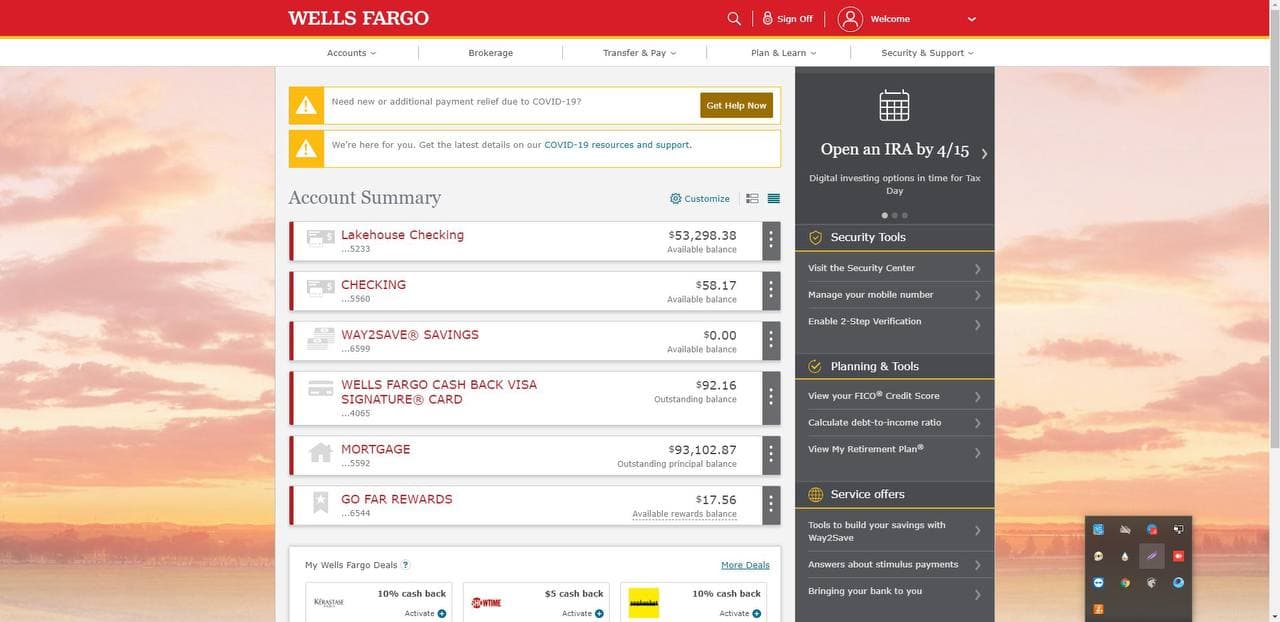 WELLS FARGO
Sign Off
Welcome
Accounts
Brokerage
Transfer & Pay
Plan & Learn
Security & Support
Need new or additional payment relief due to COVID-19?
Get Help Now
We're here for you. Get the latest details on our COVID-19 resources and support.
Account Summary
Customize
Lakehouse Checking
...5233
$53,298.38
Available balance
CHECKING
...5560
$58.17
Available balance
WAY2SAVE® SAVINGS
...6599
$0.00
Available balance
WELLS FARGO CASH BACK VISA
SIGNATURE® CARD
...4065
$92.16
Outstanding balance
MORTGAGE
...5592
$93,102.87
Outstanding principal balance
GO FAR REWARDS
...6544
$17.56
Available rewards balance
My Wells Fargo Deals ?
More Deals
KÉRASTASE
10% cash back
Activate
SHOWTIME
$5 cash back
Activate
10% cash back
Activate
Open an IRA by 4/15
Digital investing options in time for Tax
Day
Security Tools
Visit the Security Center
Manage your mobile number
Enable 2-Step Verification
Planning & Tools
View your FICO® Credit Score
Calculate debt-to-income ratio
View My Retirement Plan®
Service offers
Tools to build your savings with
Way2Save
Answers about stimulus payments
Bringing your bank to you